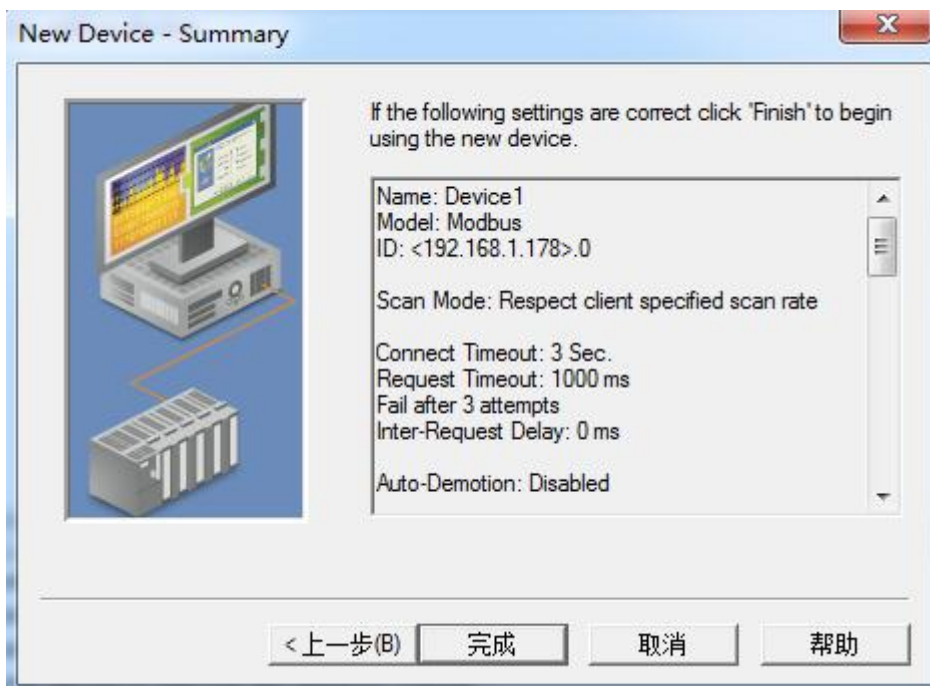 New Device - Summary
If the following settings are correct click 'Finish' to begin
using the new device.
Name: Device1
Model: Modbus
ID: <192.168.1.178>.0
Scan Mode: Respect client specified scan rate
Connect Timeout: 3 Sec.
Request Timeout: 1000 ms
Fail after 3 attempts
Inter-Request Delay: 0 ms
Auto-Demotion: Disabled
<上一步(B) 完成 取消 帮助